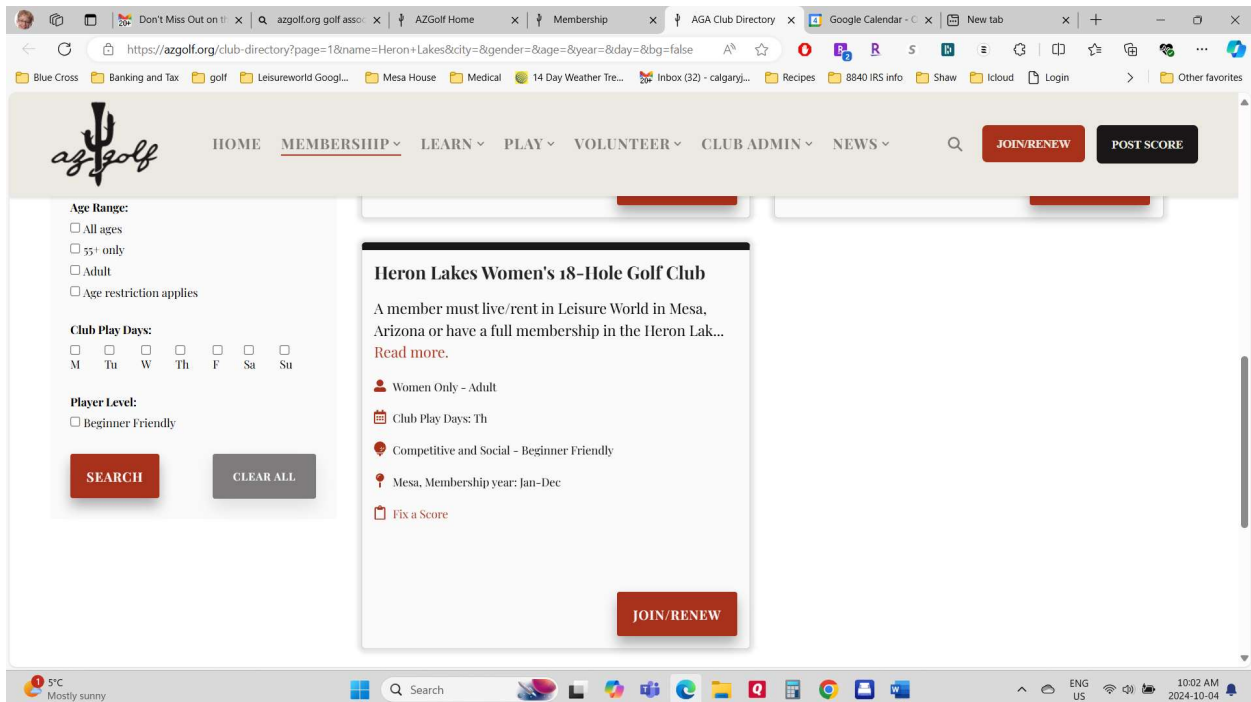 Don't Miss Out on th
azgolf.org golf assoc
AZGolf Home
Membership
AGA Club Directory
Google Calendar - O
New tab
https://azgolf.org/club-directory?page=1&name=Heron+Lakes&city=&gender=&age=&year=&day=&bg=false
Blue Cross
Banking and Tax
golf
Leisureworld Googl...
Mesa House
Medical
14 Day Weather Tre...
Inbox (32) - calgaryj...
Recipes
8840 IRS info
Shaw
Icloud
Login
Other favorites
az golf
HOME
MEMBERSHIP
LEARN
PLAY
VOLUNTEER
CLUB ADMIN
NEWS
JOIN/RENEW
POST SCORE
Age Range:
All ages
55+ only
Adult
Age restriction applies
Club Play Days:
M Tu W Th F Sa Su
Player Level:
Beginner Friendly
SEARCH
CLEAR ALL
Heron Lakes Women's 18-Hole Golf Club
A member must live/rent in Leisure World in Mesa,
Arizona or have a full membership in the Heron Lak...
Read more.
Women Only - Adult
Club Play Days: Th
Competitive and Social - Beginner Friendly
Mesa, Membership year: Jan-Dec
Fix a Score
JOIN/RENEW
1
5°C
Mostly sunny
Search
ENG
US
10:02 AM
2024-10-04